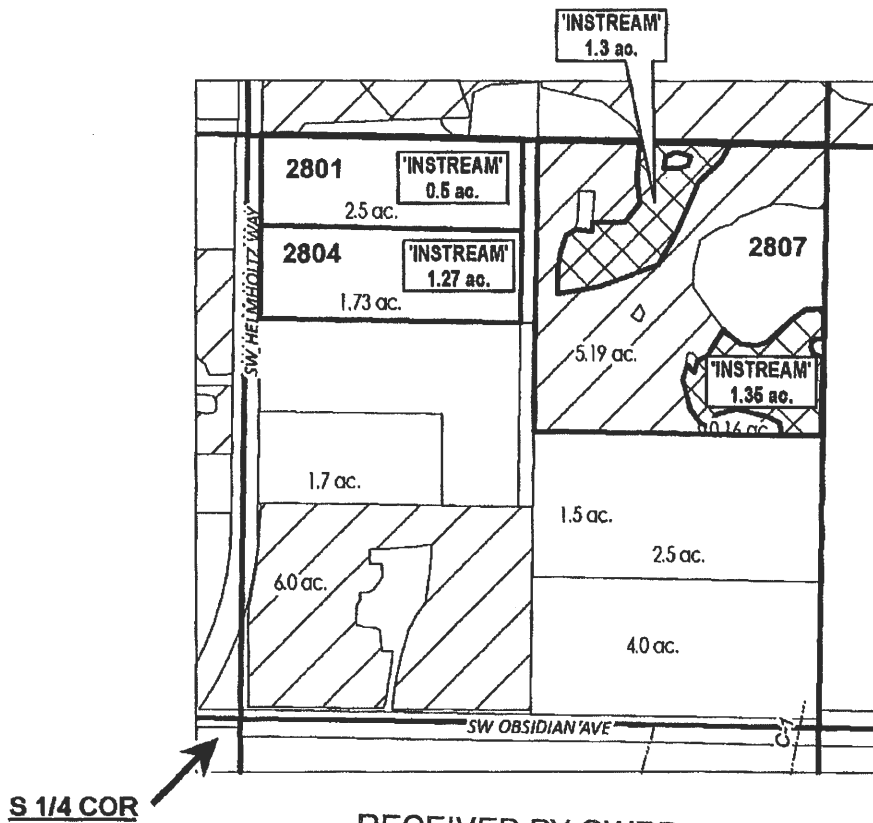 'INSTREAM'
1.3 ac.
2801
'INSTREAM'
0.5 ac.
2.5 ac.
2804
'INSTREAM'
1.27 ac.
1.73 ac.
2807
SW HELMHOLTZ WAY
5.19 ac.
'INSTREAM'
1.35 ac.
0.16 ac.
1.7 ac.
1.5 ac.
2.5 ac.
6.0 ac.
4.0 ac.
SW OBSIDIAN AVE
C-1
S 1/4 COR
RECEIVED BY OWRD